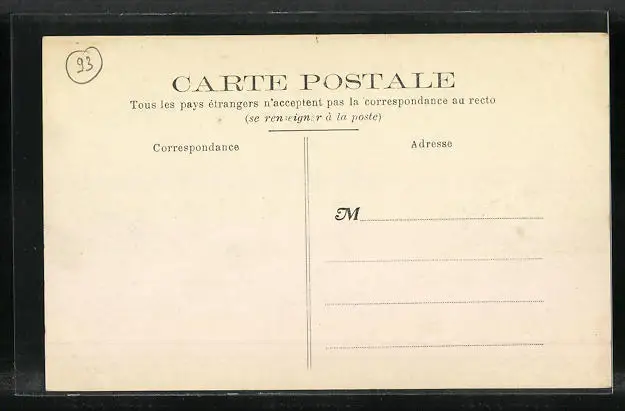 93
CARTE POSTALE
Tous les pays étrangers n'acceptent pas la correspondance au recto
(se renseigner à la poste)
Correspondance
Adresse
M